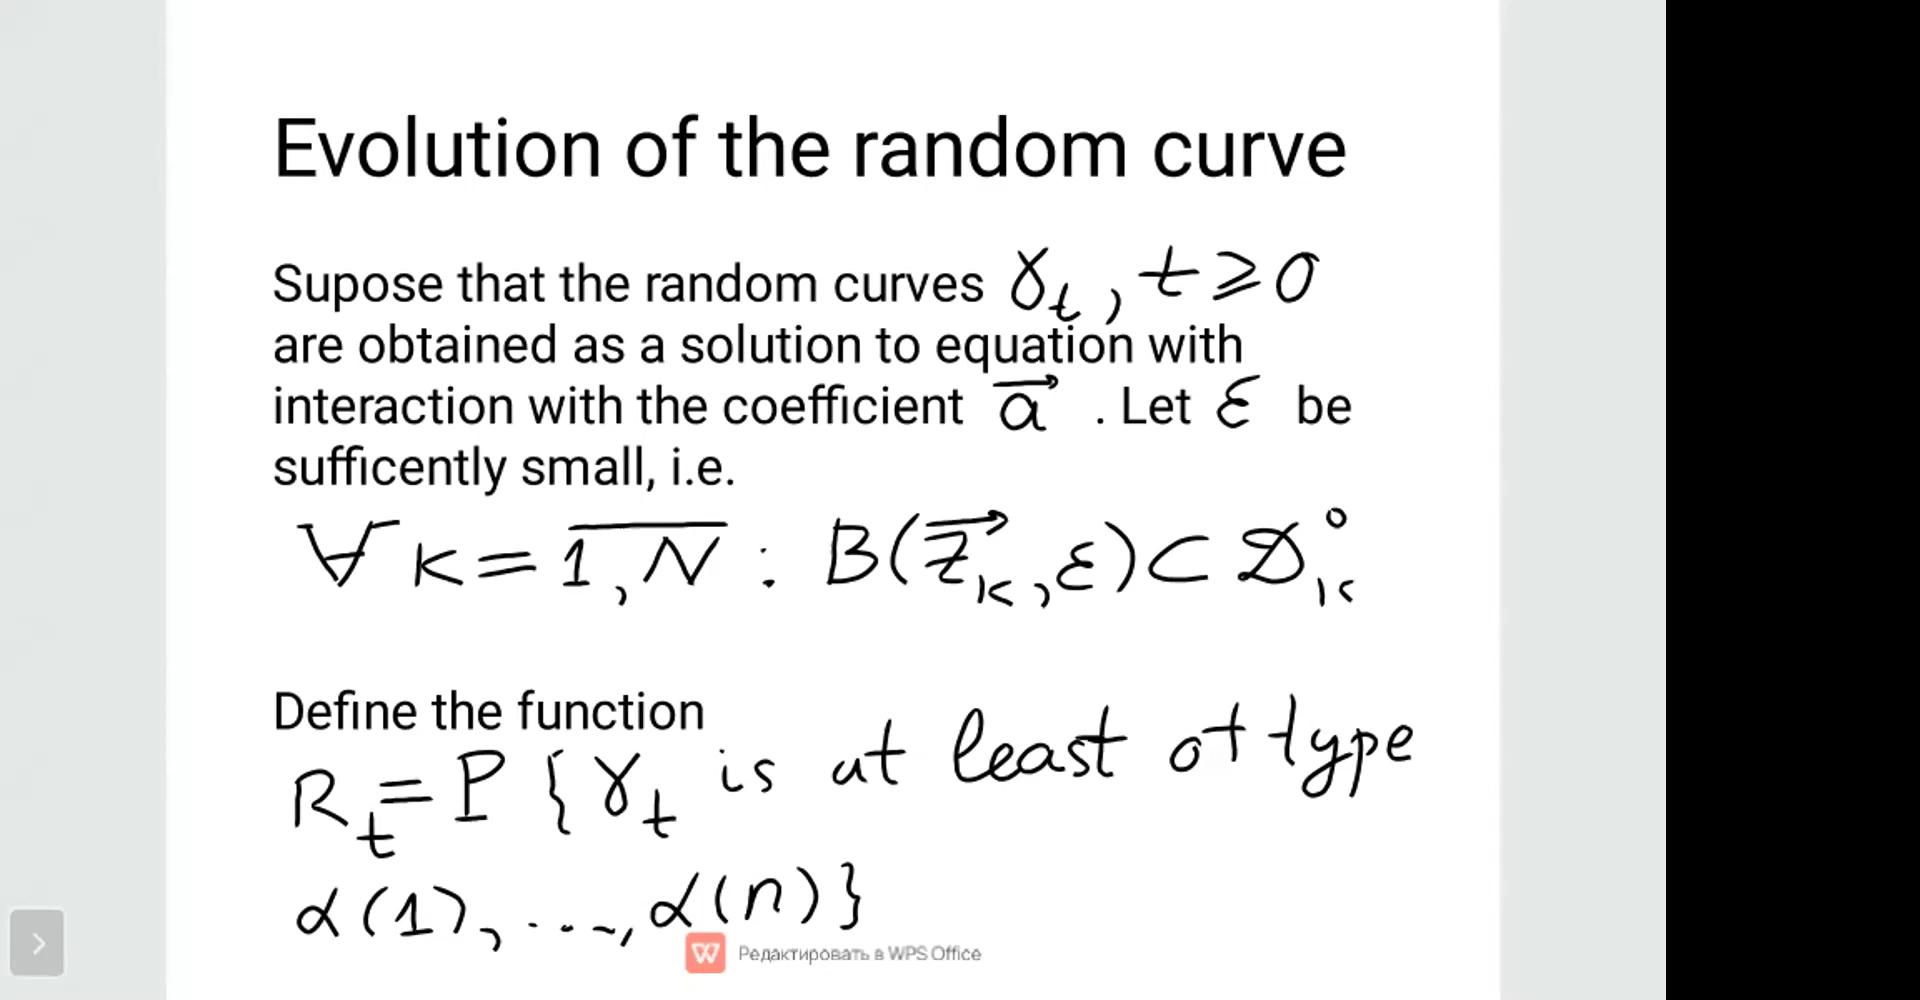 Evolution of the random curve
Supose that the random curves γ_t, t ⩾ 0
are obtained as a solution to equation with
interaction with the coefficient a⃗ . Let ε be
sufficently small, i.e.
∀ k = \overline{1, N} : B(z⃗_k, ε) ⊂ D°_k
Define the function
R_t = P { γ_t is at least of type
α(1), ..., α(n)}
Редактировать в WPS Office